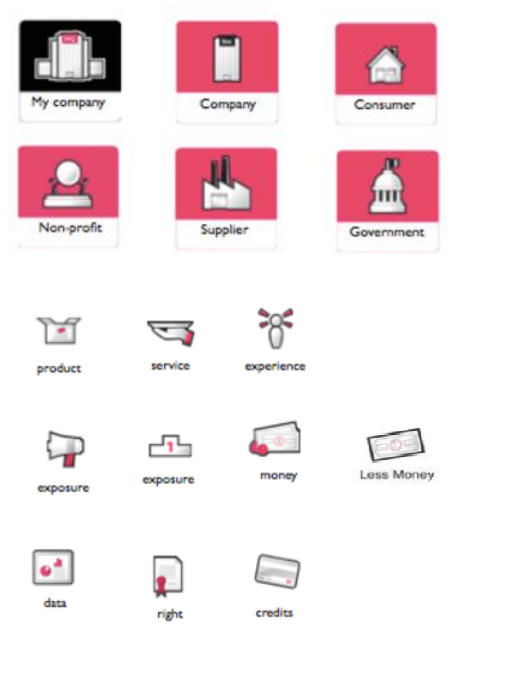 My company
Company
Consumer
Non-profit
Supplier
Government
product
service
experience
exposure
1
exposure
money
Less Money
data
right
credits